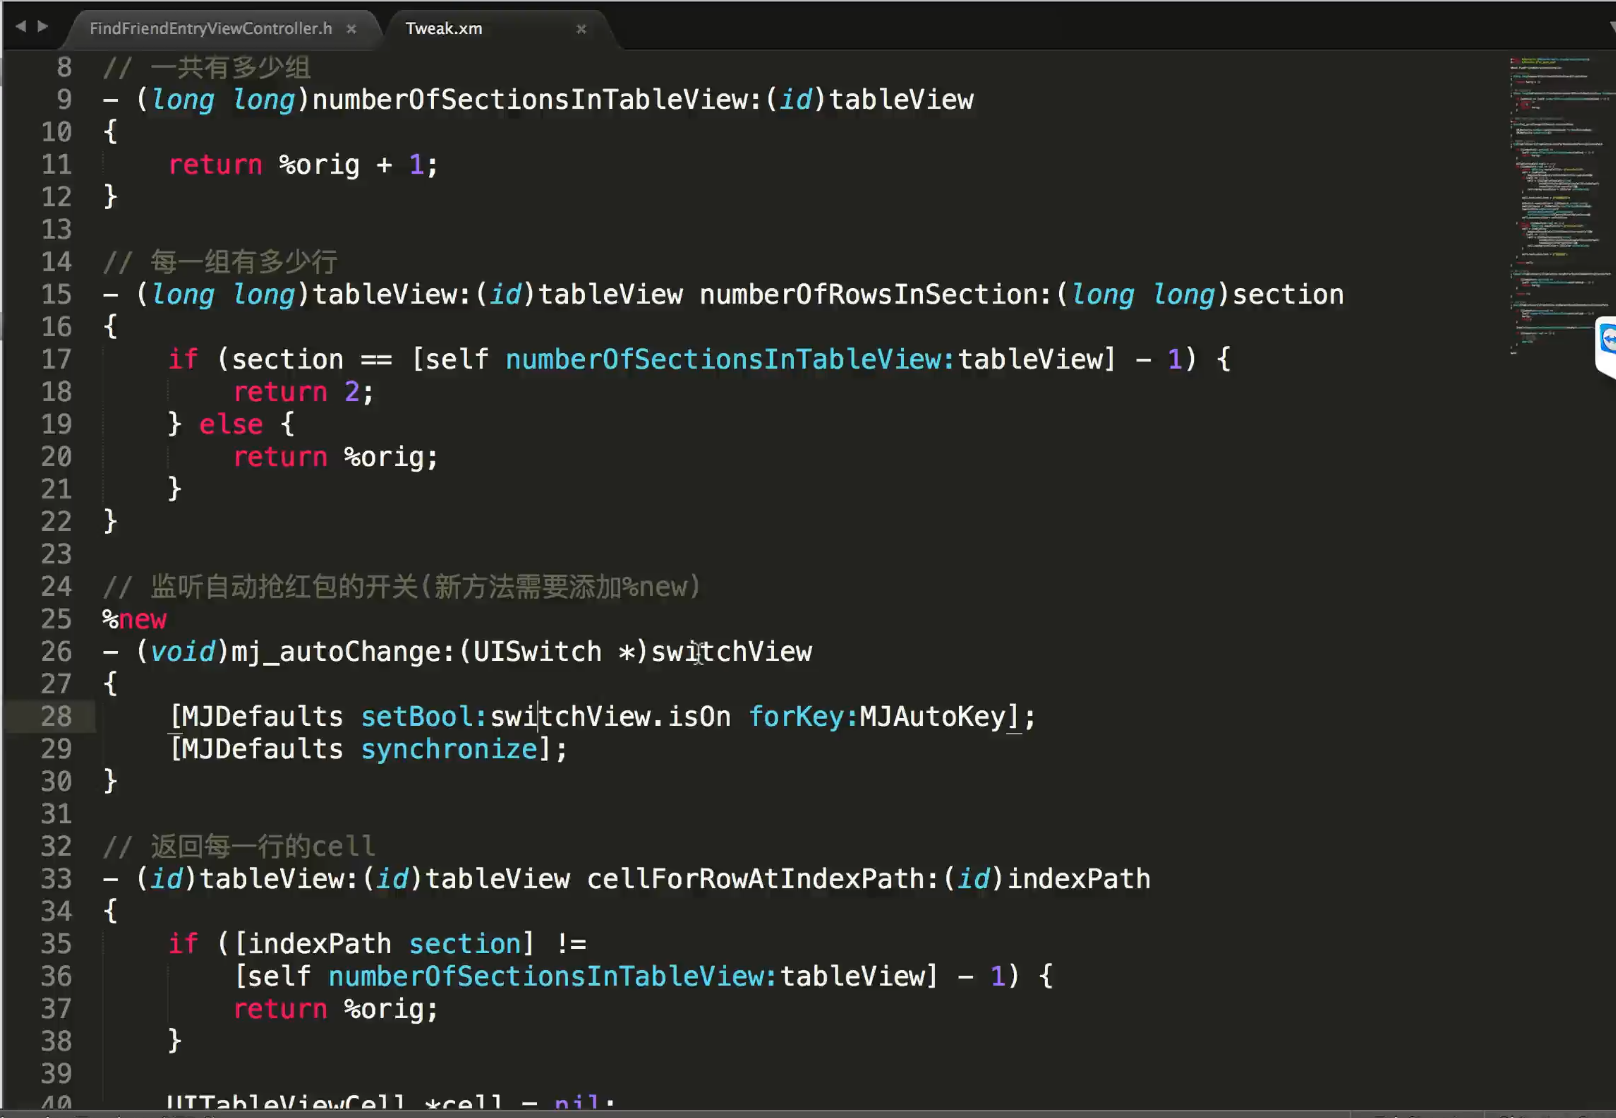 FindFriendEntryViewController.h ×
Tweak.xm ×
8 // 一共有多少组
9 - (long long)numberOfSectionsInTableView:(id)tableView
10 {
11 return %orig + 1;
12 }
13
14 // 每一组有多少行
15 - (long long)tableView:(id)tableView numberOfRowsInSection:(long long)section
16 {
17 if (section == [self numberOfSectionsInTableView:tableView] - 1) {
18 return 2;
19 } else {
20 return %orig;
21 }
22 }
23
24 // 监听自动抢红包的开关(新方法需要添加%new)
25 %new
26 - (void)mj_autoChange:(UISwitch *)switchView
27 {
28 [MJDefaults setBool:switchView.isOn forKey:MJAutoKey];
29 [MJDefaults synchronize];
30 }
31
32 // 返回每一行的cell
33 - (id)tableView:(id)tableView cellForRowAtIndexPath:(id)indexPath
34 {
35 if ([indexPath section] !=
36 [self numberOfSectionsInTableView:tableView] - 1) {
37 return %orig;
38 }
39
40 UITableViewCell *cell = nil;